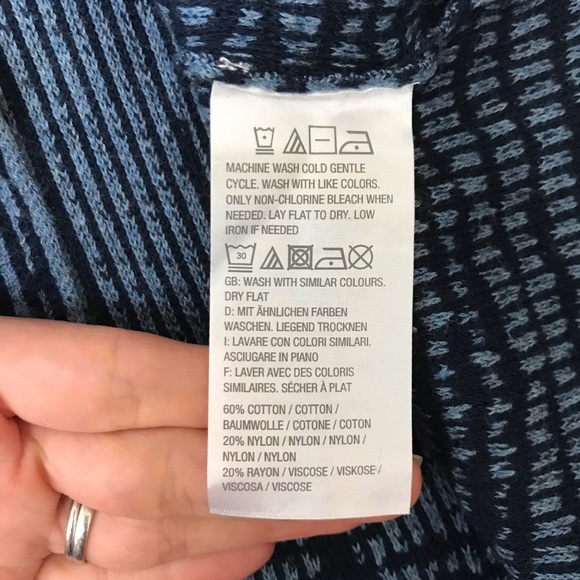 MACHINE WASH COLD GENTLE
CYCLE. WASH WITH LIKE COLORS.
ONLY NON-CHLORINE BLEACH WHEN
NEEDED. LAY FLAT TO DRY. LOW
IRON IF NEEDED
30
GB: WASH WITH SIMILAR COLOURS.
DRY FLAT
D: MIT ÄHNLICHEN FARBEN
WASCHEN. LIEGEND TROCKNEN
I: LAVARE CON COLORI SIMILARI.
ASCIUGARE IN PIANO
F: LAVER AVEC DES COLORIS
SIMILAIRES. SÉCHER À PLAT
60% COTTON / COTTON /
BAUMWOLLE / COTONE / COTON
20% NYLON / NYLON / NYLON /
NYLON / NYLON
20% RAYON / VISCOSE / VISKOSE /
VISCOSA / VISCOSE